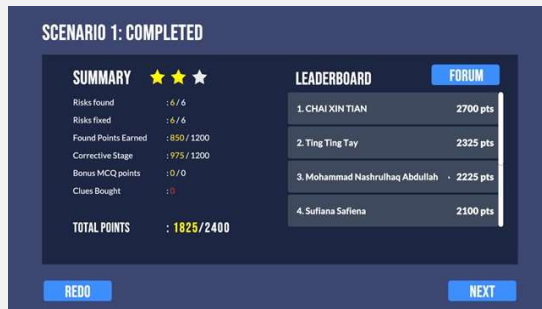 SCENARIO 1: COMPLETED
SUMMARY
Risks found : 6 / 6
Risks fixed : 6 / 6
Found Points Earned : 850 / 1200
Corrective Stage : 975 / 1200
Bonus MCQ points : 0 / 0
Clues Bought : 0
TOTAL POINTS : 1825/2400
LEADERBOARD FORUM
1. CHAI XIN TIAN 2700 pts
2. Ting Ting Tay 2325 pts
3. Mohammad Nashrulhaq Abdullah · 2225 pts
4. Sufiana Safiena 2100 pts
REDO NEXT